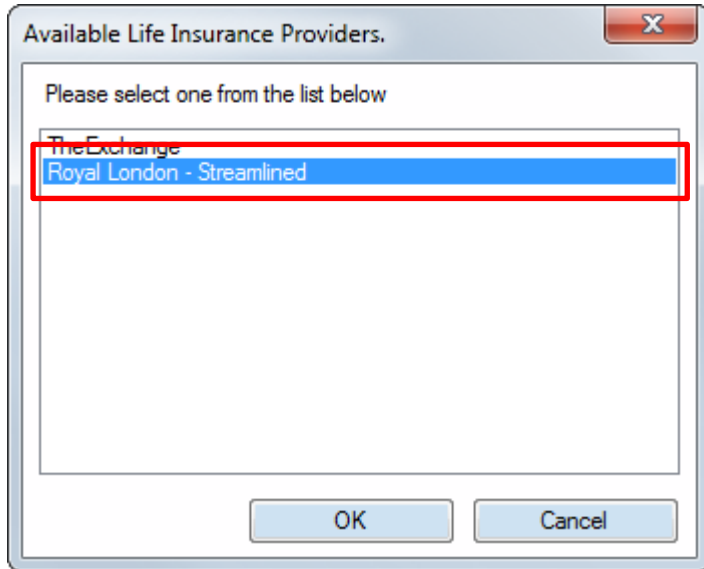 Available Life Insurance Providers.
Please select one from the list below
TheExchange
Royal London - Streamlined
OK
Cancel